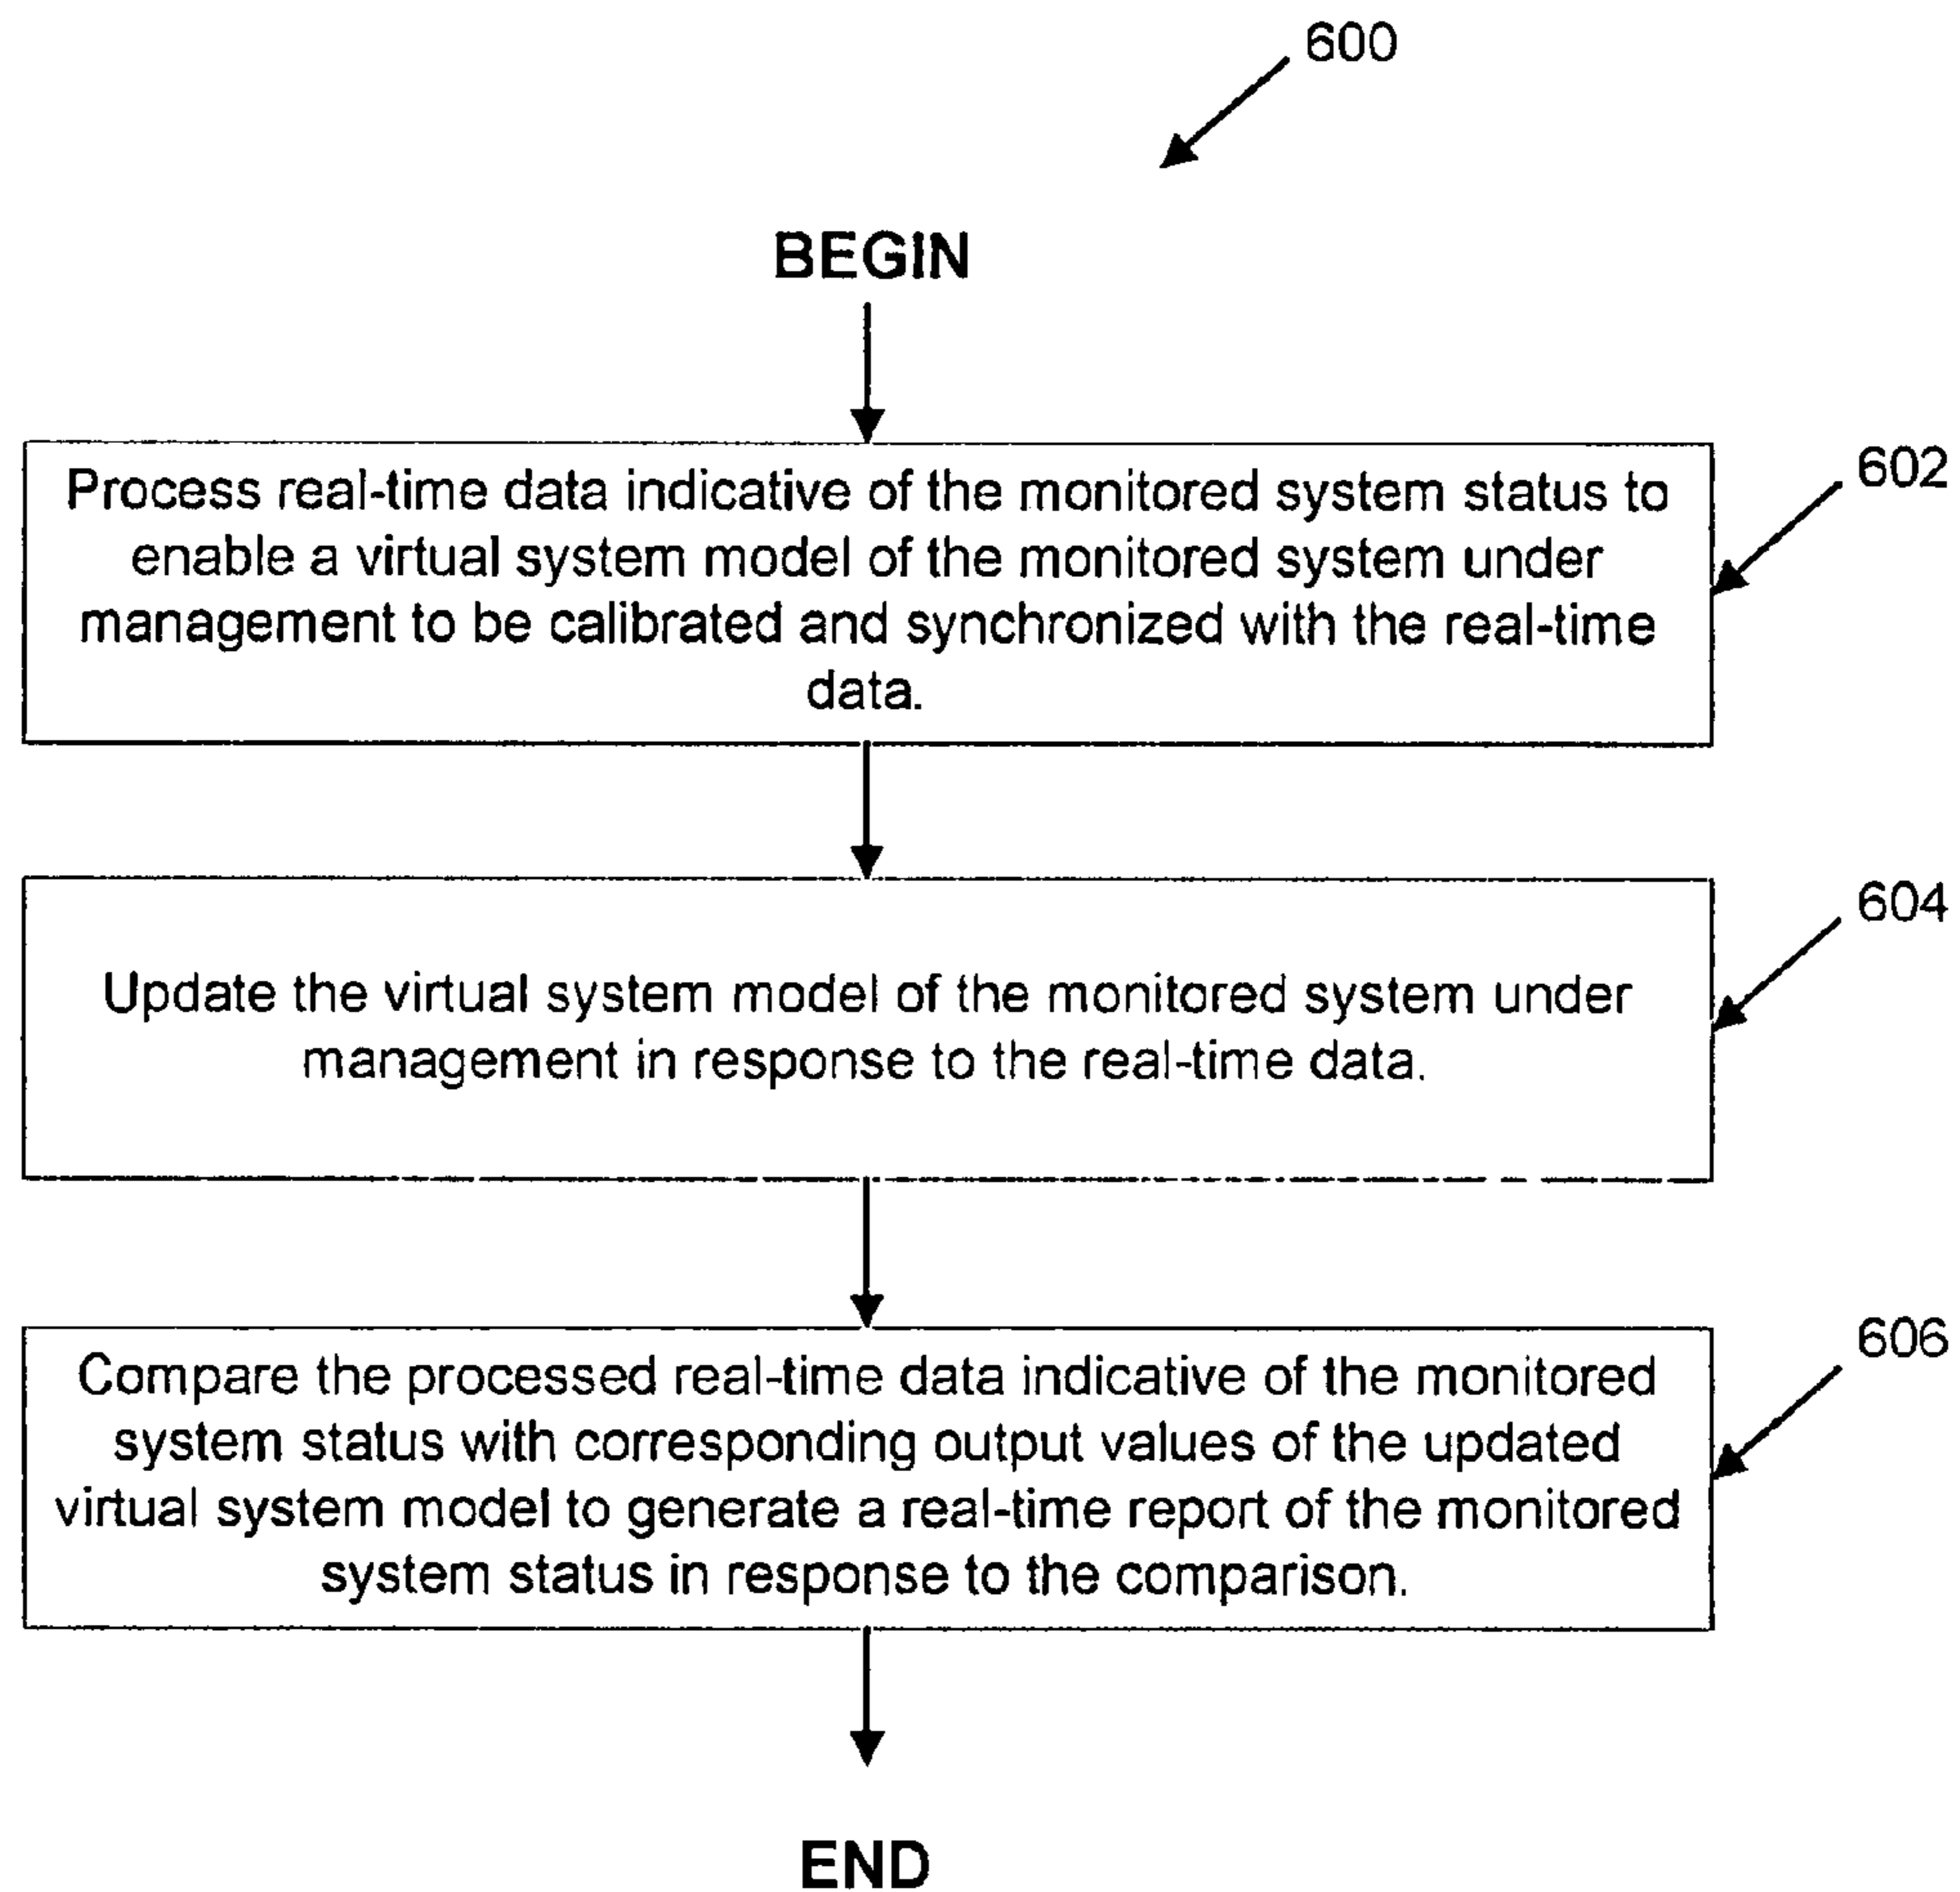 600
BEGIN
602
Process real-time data indicative of the monitored system status to
enable a virtual system model of the monitored system under
management to be calibrated and synchronized with the real-time
data.
604
Update the virtual system model of the monitored system under
management in response to the real-time data.
606
Compare the processed real-time data indicative of the monitored
system status with corresponding output values of the updated
virtual system model to generate a real-time report of the monitored
system status in response to the comparison.
END